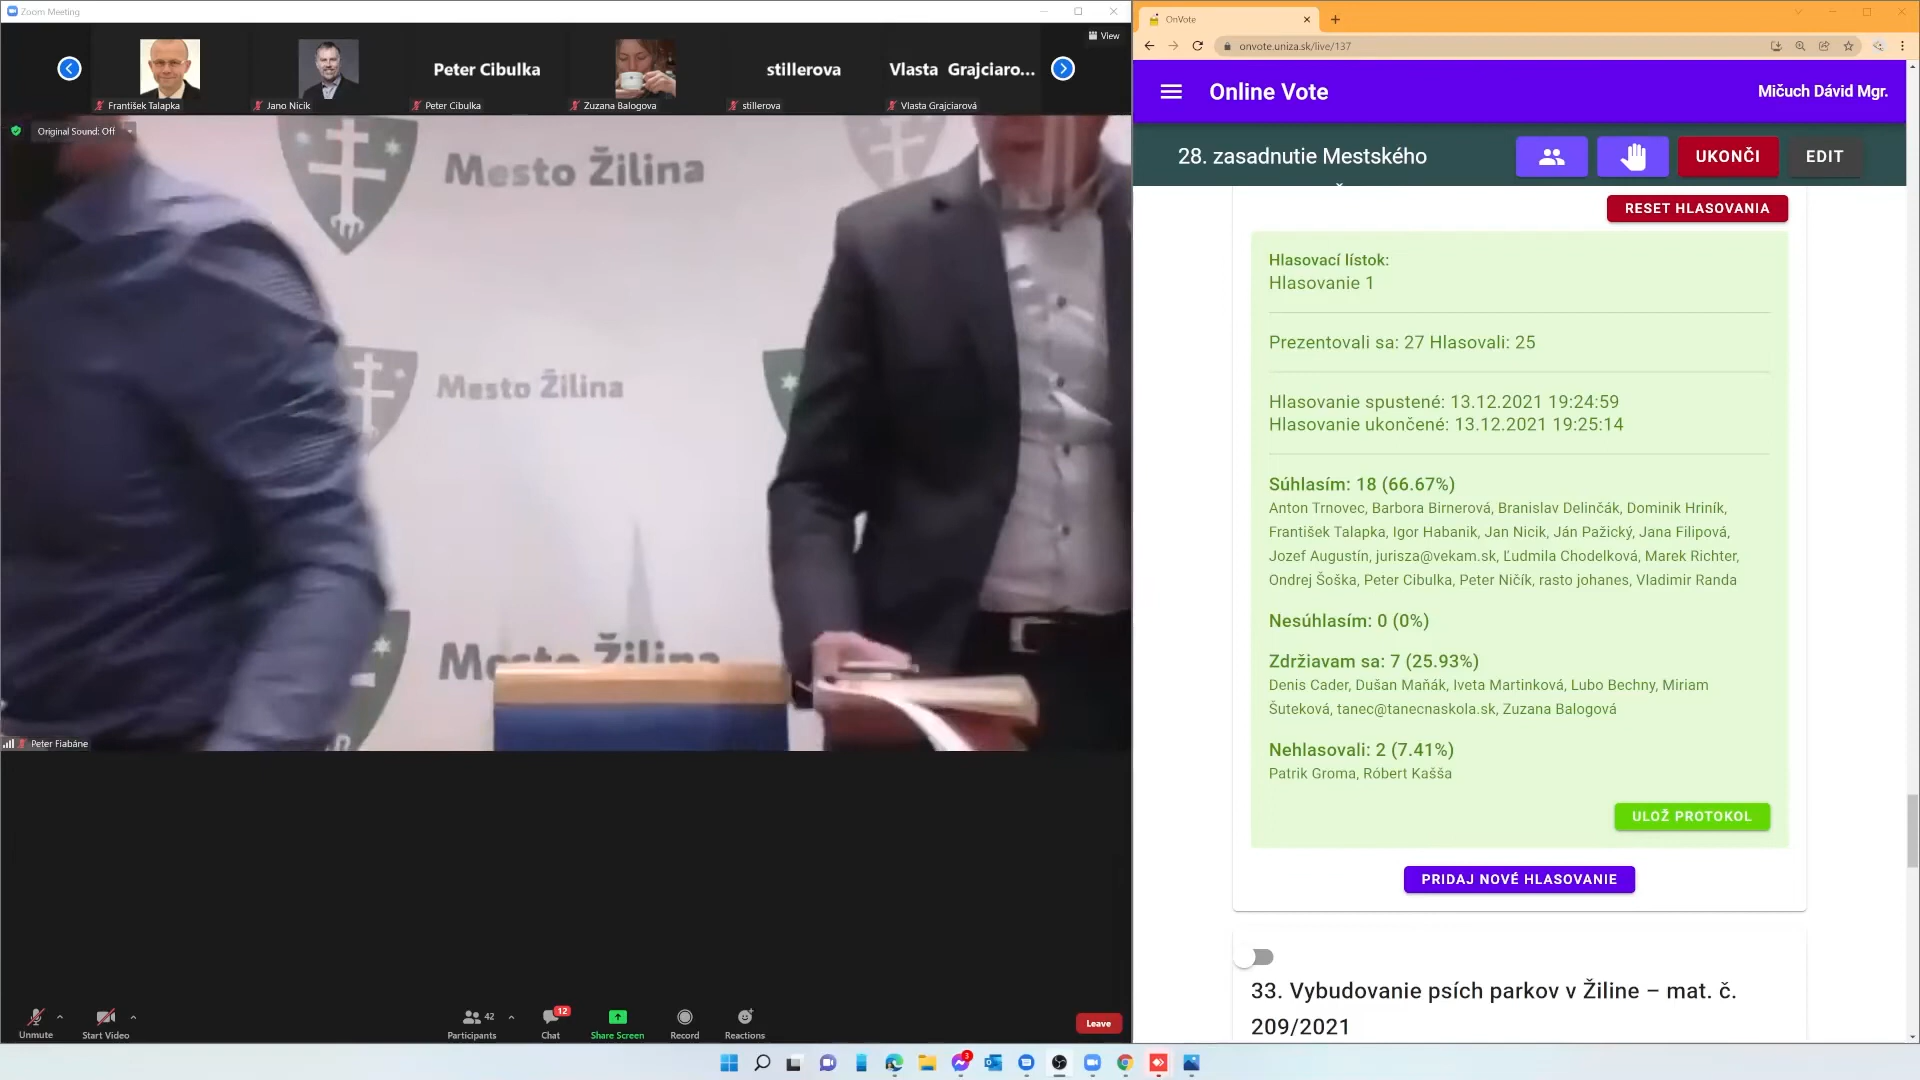 Zoom Meeting
View
Peter Cibulka
stillerova
Vlasta Grajciaro...
František Talapka
Jano Nicik
Peter Cibulka
Zuzana Balogova
stillerova
Vlasta Grajciarová
Original Sound: Off
Mesto Žilina
Mesto Žilina
Mesto Žilina
Peter Fiabáne
Unmute
Start Video
42
Participants
12
Chat
Share Screen
Record
Reactions
Leave
OnVote
onvote.uniza.sk/live/137
Online Vote
Mičuch Dávid Mgr.
28. zasadnutie Mestského
UKONČI
EDIT
RESET HLASOVANIA
Hlasovací lístok:
Hlasovanie 1
Prezentovali sa: 27 Hlasovali: 25
Hlasovanie spustené: 13.12.2021 19:24:59
Hlasovanie ukončené: 13.12.2021 19:25:14
Súhlasím: 18 (66.67%)
Anton Trnovec, Barbora Birnerová, Branislav Delinčák, Dominik Hriník,
František Talapka, Igor Habanik, Jan Nicik, Ján Pažický, Jana Filipová,
Jozef Augustín, jurisza@vekam.sk, Ľudmila Chodelková, Marek Richter,
Ondrej Šoška, Peter Cibulka, Peter Ničík, rasto johanes, Vladimir Randa
Nesúhlasím: 0 (0%)
Zdržiavam sa: 7 (25.93%)
Denis Cader, Dušan Maňák, Iveta Martinková, Lubo Bechny, Miriam
Šuteková, tanec@tanecnaskola.sk, Zuzana Balogová
Nehlasovali: 2 (7.41%)
Patrik Groma, Róbert Kašša
ULOŽ PROTOKOL
PRIDAJ NOVÉ HLASOVANIE
33. Vybudovanie psích parkov v Žiline – mat. č.
209/2021
3